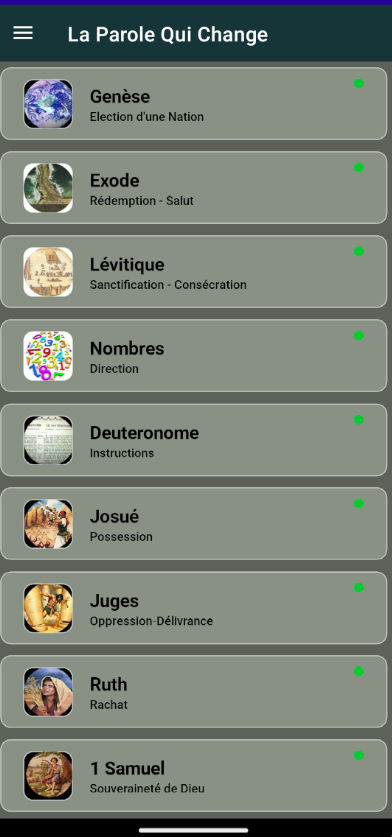 La Parole Qui Change
Genèse
Election d'une Nation
Exode
Rédemption - Salut
Lévitique
Sanctification - Consécration
Nombres
Direction
Deuteronome
Instructions
Josué
Possession
Juges
Oppression-Délivrance
Ruth
Rachat
1 Samuel
Souveraineté de Dieu